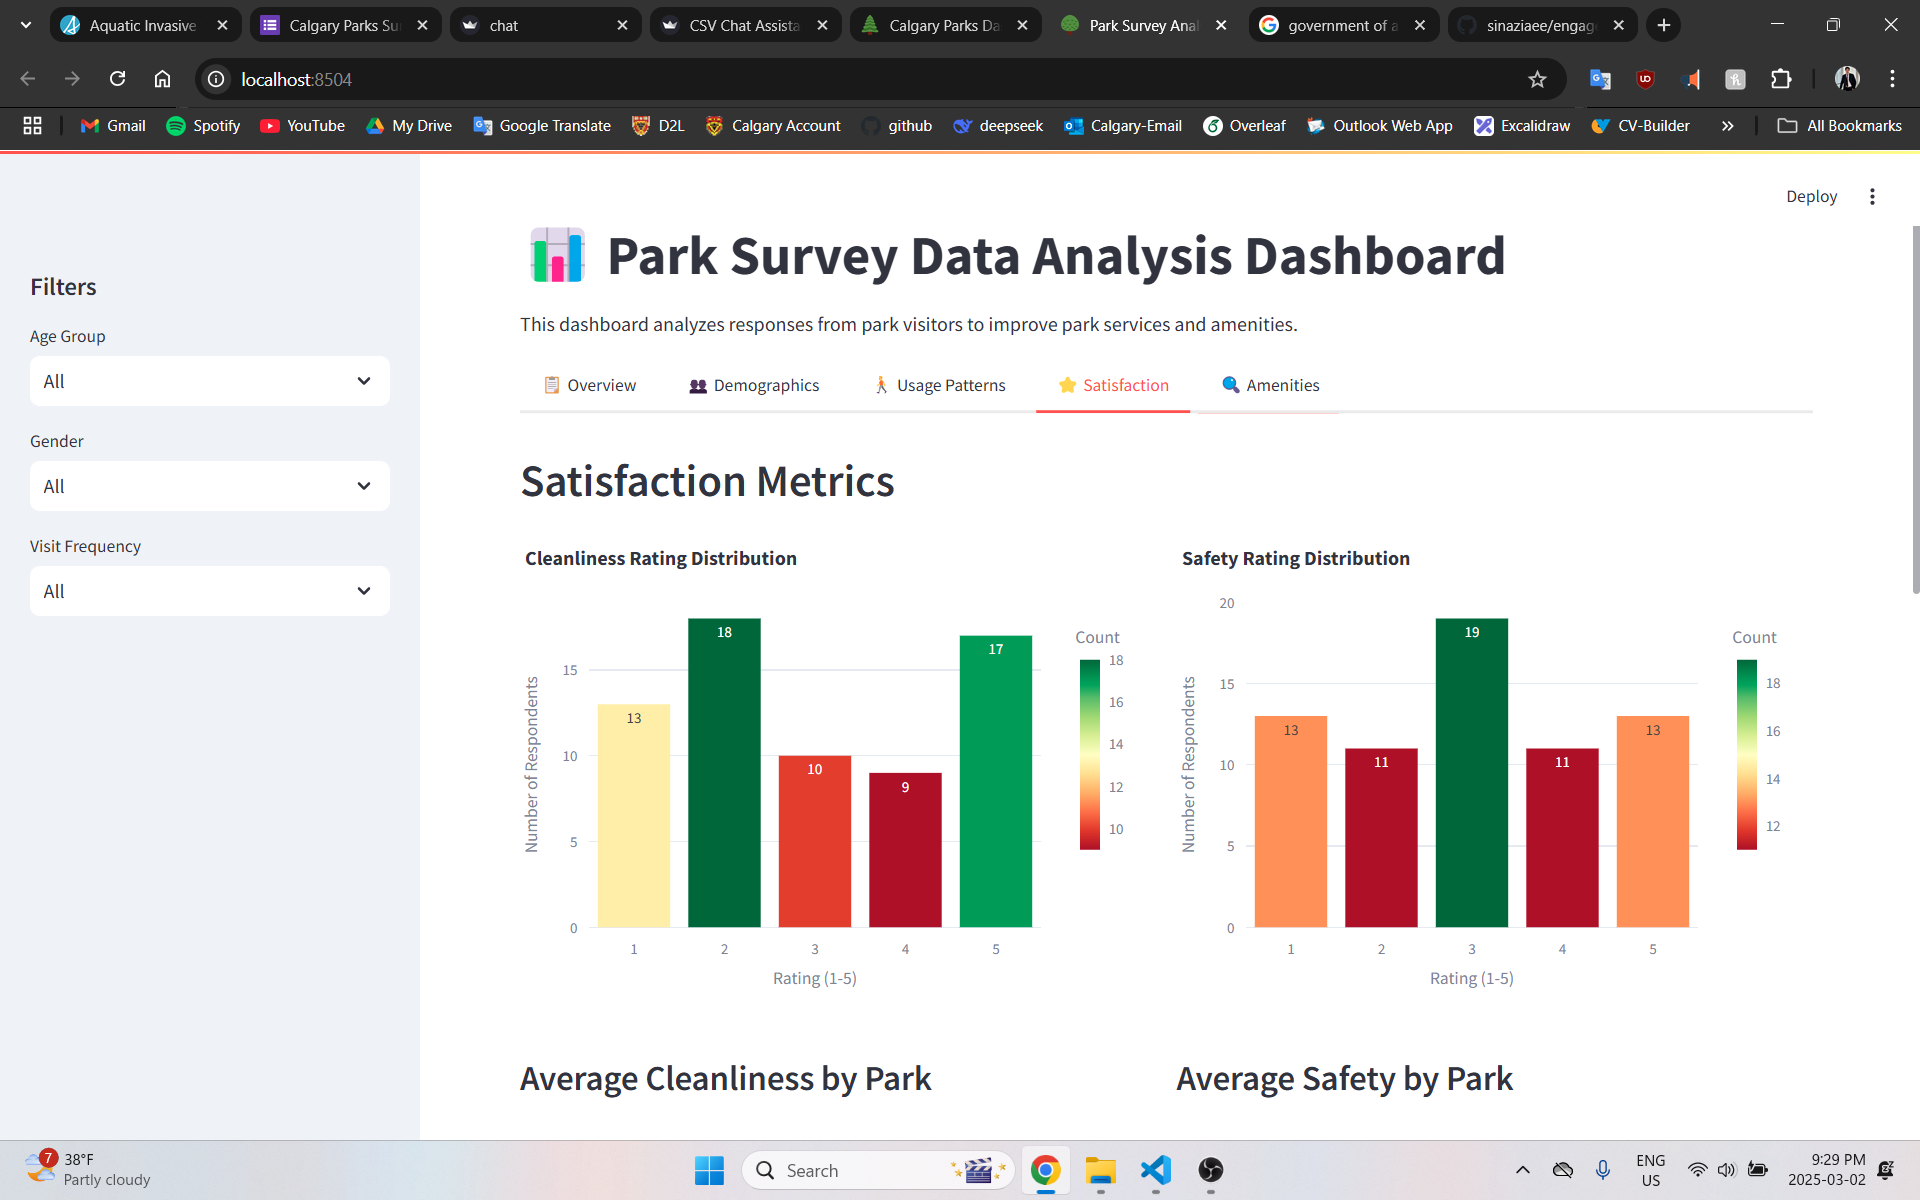 Aquatic Invasive
Calgary Parks Su
chat
CSV Chat Assista
Calgary Parks Da
Park Survey Anal
government of a
sinaziaee/engag
localhost:8504
Gmail
Spotify
YouTube
My Drive
Google Translate
D2L
Calgary Account
github
deepseek
Calgary-Email
Overleaf
Outlook Web App
Excalidraw
CV-Builder
All Bookmarks
Deploy
Filters
Age Group
All
Gender
All
Visit Frequency
All
Park Survey Data Analysis Dashboard
This dashboard analyzes responses from park visitors to improve park services and amenities.
Overview
Demographics
Usage Patterns
Satisfaction
Amenities
Satisfaction Metrics
Cleanliness Rating Distribution
Number of Respondents
15
10
5
0
13
18
10
9
17
1
2
3
4
5
Rating (1-5)
Count
18
16
14
12
10
Safety Rating Distribution
Number of Respondents
20
15
10
5
0
13
11
19
11
13
1
2
3
4
5
Rating (1-5)
Count
18
16
14
12
Average Cleanliness by Park
Average Safety by Park
7
38°F
Partly cloudy
Search
ENG
US
9:29 PM
2025-03-02